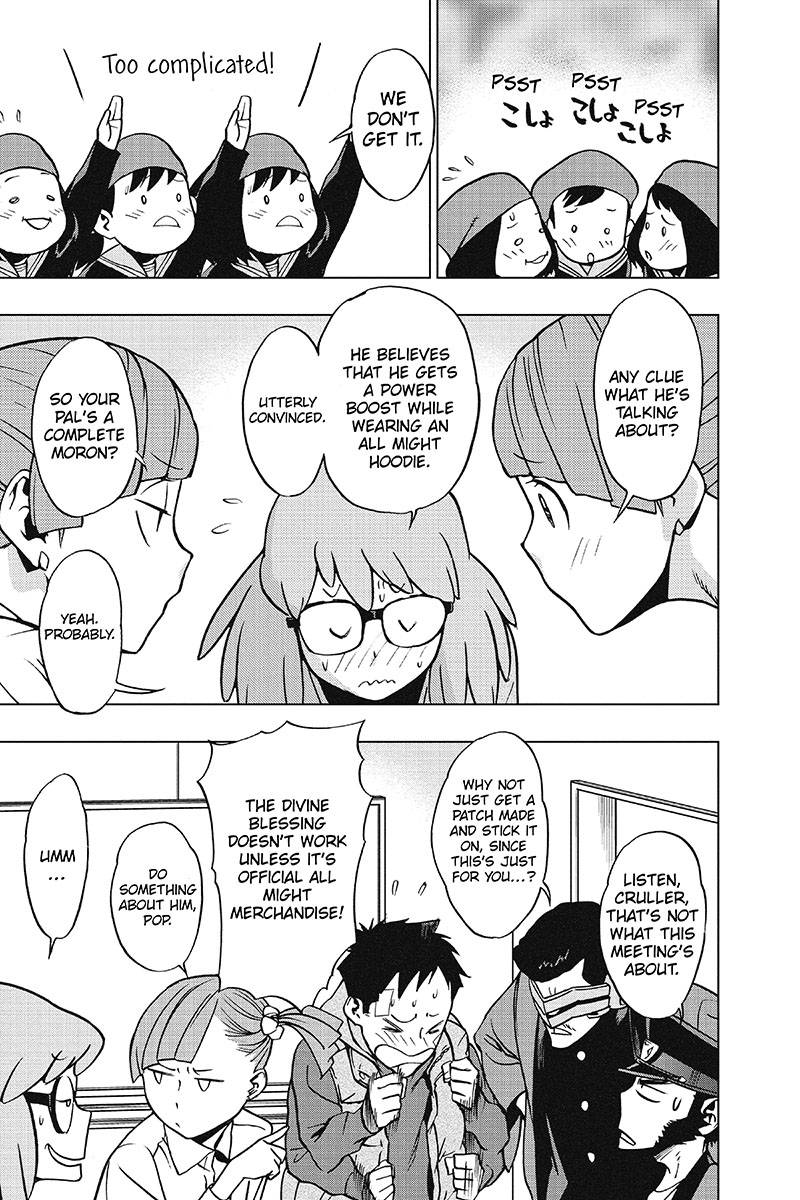 PSST
こしょ
PSST
こしょ
PSST
こしょ
WE
DON'T
GET IT.
Too complicated!
ANY CLUE
WHAT HE'S
TALKING
ABOUT?
HE BELIEVES
THAT HE GETS
A POWER
BOOST WHILE
WEARING AN
ALL MIGHT
HOODIE.
UTTERLY
CONVINCED.
SO YOUR
PAL'S A
COMPLETE
MORON?
YEAH.
PROBABLY.
LISTEN,
CRULLER,
THAT'S NOT
WHAT THIS
MEETING'S
ABOUT.
WHY NOT
JUST GET A
PATCH MADE
AND STICK IT
ON, SINCE
THIS'S JUST
FOR YOU...?
THE DIVINE
BLESSING
DOESN'T WORK
UNLESS IT'S
OFFICIAL ALL
MIGHT
MERCHANDISE!
DO
SOMETHING
ABOUT HIM,
POP.
UMM
...